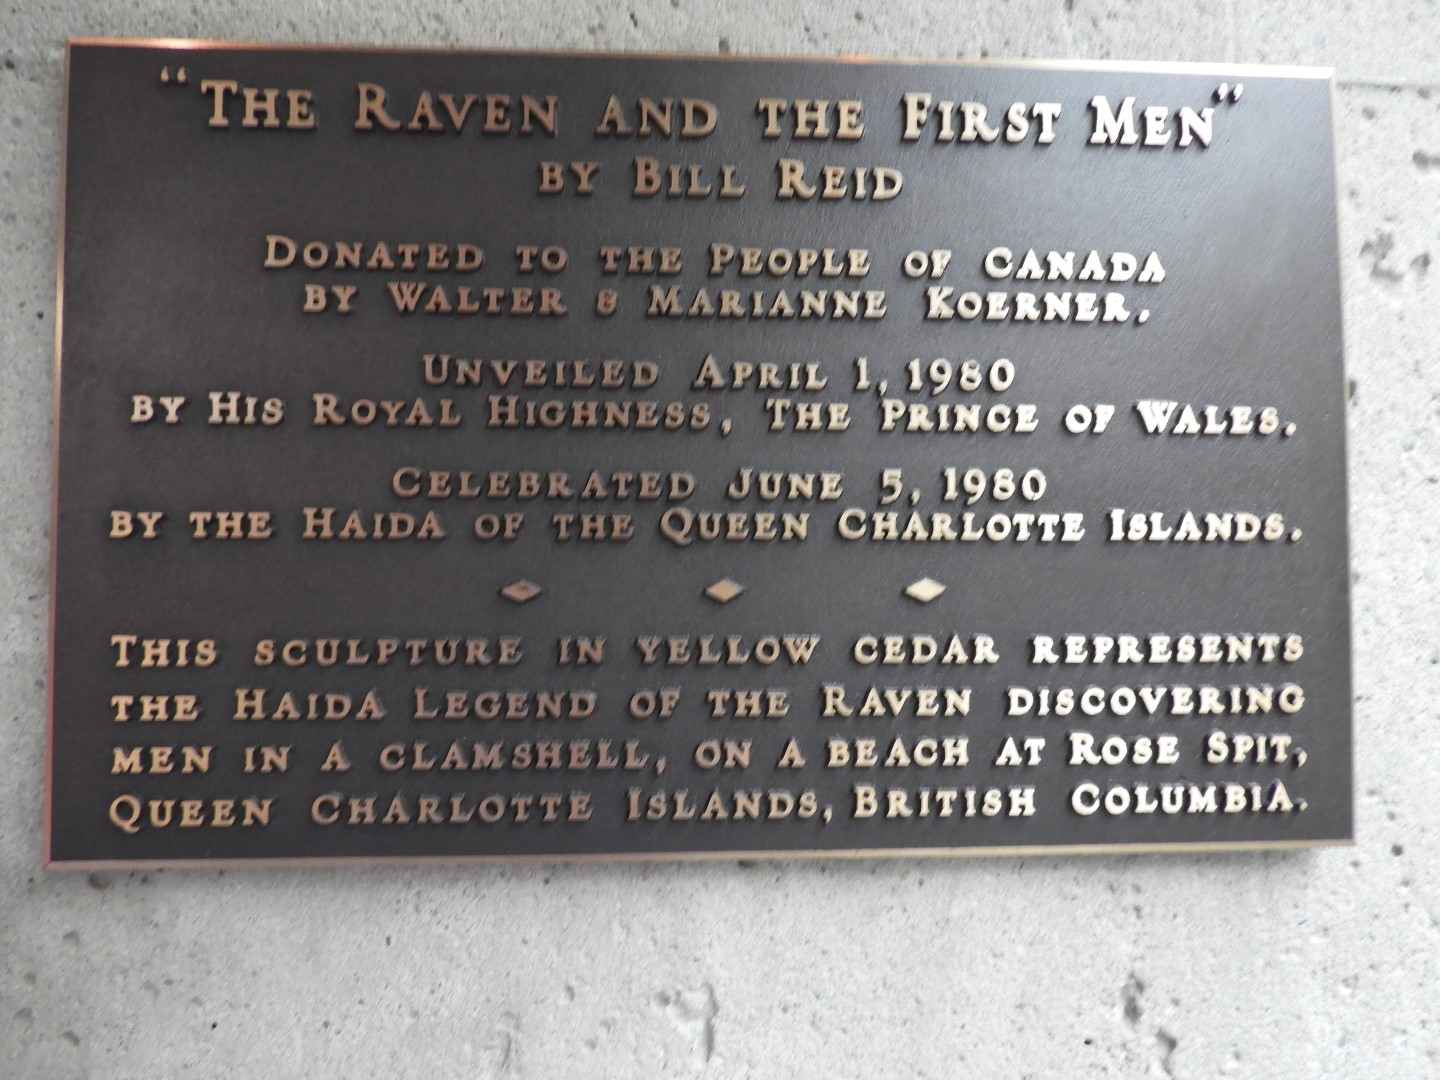 “The Raven and the First Men”
by Bill Reid
Donated to the People of Canada
by Walter & Marianne Koerner.
Unveiled April 1, 1980
by His Royal Highness, The Prince of Wales.
Celebrated June 5, 1980
by the Haida of the Queen Charlotte Islands.
This sculpture in yellow cedar represents
the Haida Legend of the Raven discovering
men in a clamshell, on a beach at Rose Spit,
Queen Charlotte Islands, British Columbia.